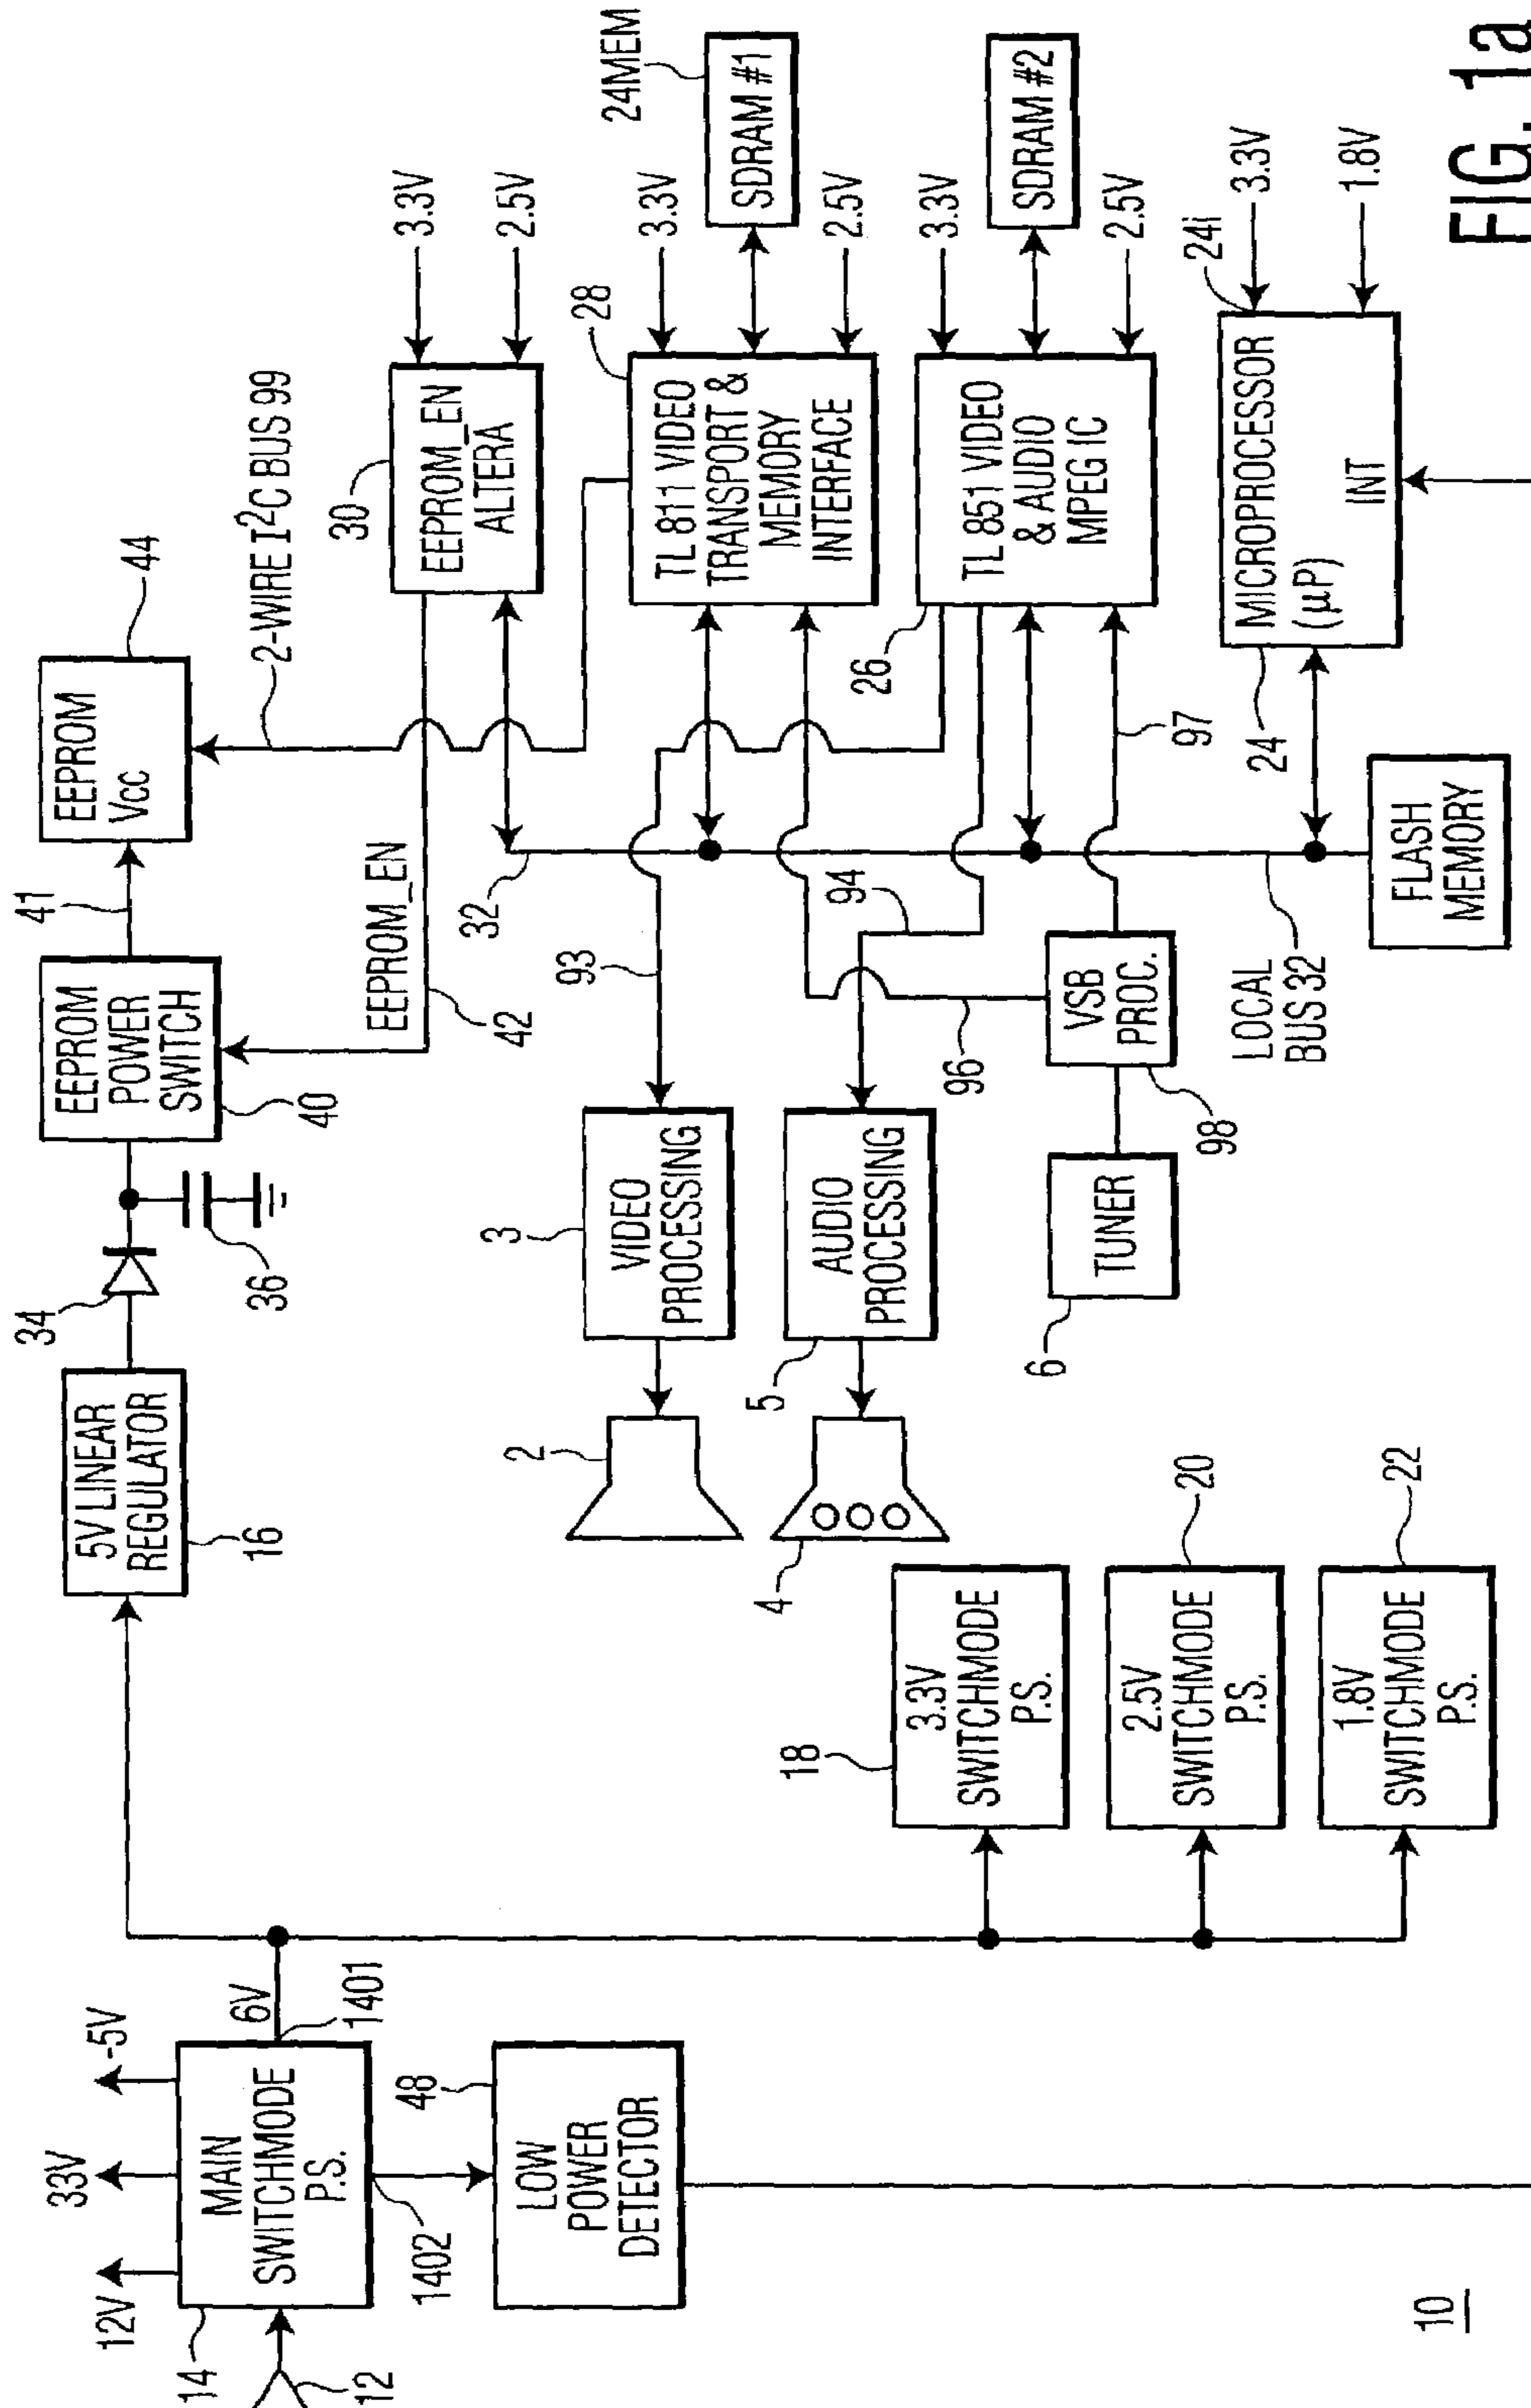 12V
33V
-5V
14
MAIN
SWITCHMODE
P.S.
12
6V
1401
1402
48
LOW
POWER
DETECTOR
5V LINEAR
REGULATOR
16
34
36
EEPROM
POWER
SWITCH
40
41
EEPROM
Vcc
44
2-WIRE I²C BUS 99
EEPROM_EN
42
30
EEPROM_EN
ALTERA
3.3V
2.5V
32
28
TL 811 VIDEO
TRANSPORT &
MEMORY
INTERFACE
3.3V
2.5V
24MEM
SDRAM #1
93
3
VIDEO
PROCESSING
2
94
5
AUDIO
PROCESSING
4
26
TL 851 VIDEO
& AUDIO
MPEG IC
3.3V
2.5V
SDRAM #2
96
97
VSB
PROC.
98
TUNER
6
LOCAL
BUS 32
FLASH
MEMORY
24
MICROPROCESSOR
(µP)
INT
24i
3.3V
1.8V
18
3.3V
SWITCHMODE
P.S.
20
2.5V
SWITCHMODE
P.S.
22
1.8V
SWITCHMODE
P.S.
10
FIG. 1a